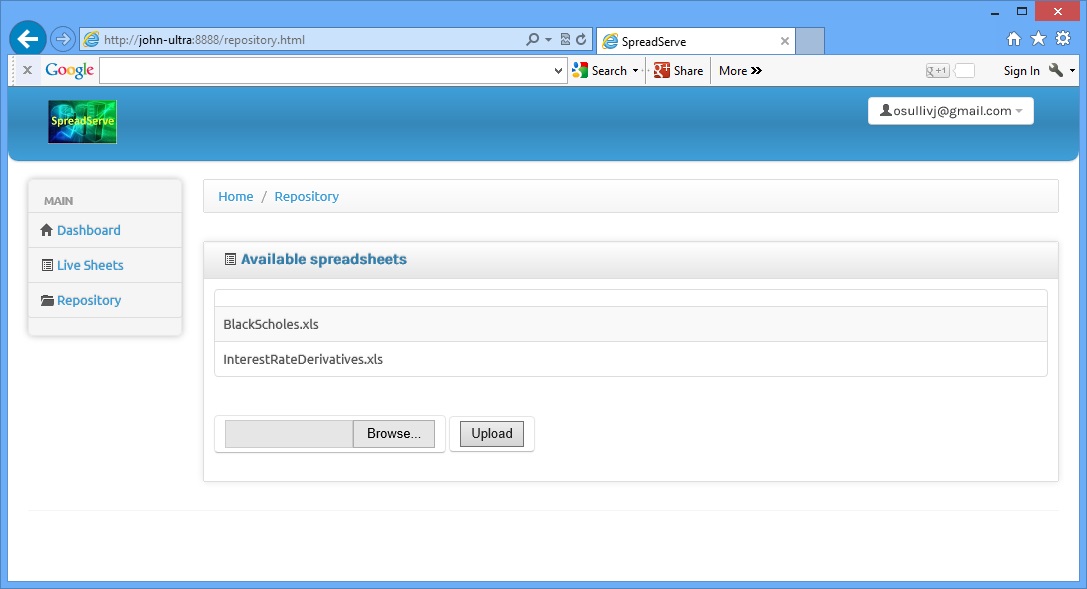 http://john-ultra:8888/repository.html
SpreadServe
x Google Search Share More » g +1 Sign In
SpreadServe
osullivj@gmail.com
MAIN
Dashboard
Live Sheets
Repository
Home / Repository
Available spreadsheets
BlackScholes.xls
InterestRateDerivatives.xls
Browse... Upload